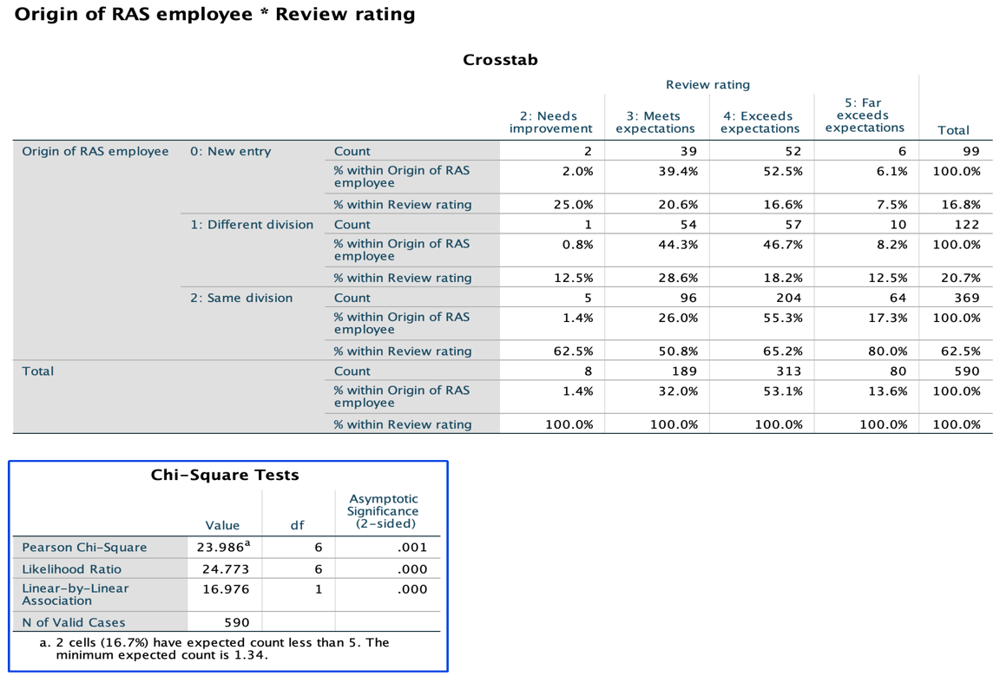 Origin of RAS employee * Review rating
Crosstab
Review rating
2: Needs improvement 3: Meets expectations 4: Exceeds expectations 5: Far exceeds expectations Total
Origin of RAS employee 0: New entry Count 2 39 52 6 99
% within Origin of RAS employee 2.0% 39.4% 52.5% 6.1% 100.0%
% within Review rating 25.0% 20.6% 16.6% 7.5% 16.8%
1: Different division Count 1 54 57 10 122
% within Origin of RAS employee 0.8% 44.3% 46.7% 8.2% 100.0%
% within Review rating 12.5% 28.6% 18.2% 12.5% 20.7%
2: Same division Count 5 96 204 64 369
% within Origin of RAS employee 1.4% 26.0% 55.3% 17.3% 100.0%
% within Review rating 62.5% 50.8% 65.2% 80.0% 62.5%
Total Count 8 189 313 80 590
% within Origin of RAS employee 1.4% 32.0% 53.1% 13.6% 100.0%
% within Review rating 100.0% 100.0% 100.0% 100.0% 100.0%
Chi-Square Tests
Value df Asymptotic Significance (2-sided)
Pearson Chi-Square 23.986a 6 .001
Likelihood Ratio 24.773 6 .000
Linear-by-Linear Association 16.976 1 .000
N of Valid Cases 590
a. 2 cells (16.7%) have expected count less than 5. The
minimum expected count is 1.34.